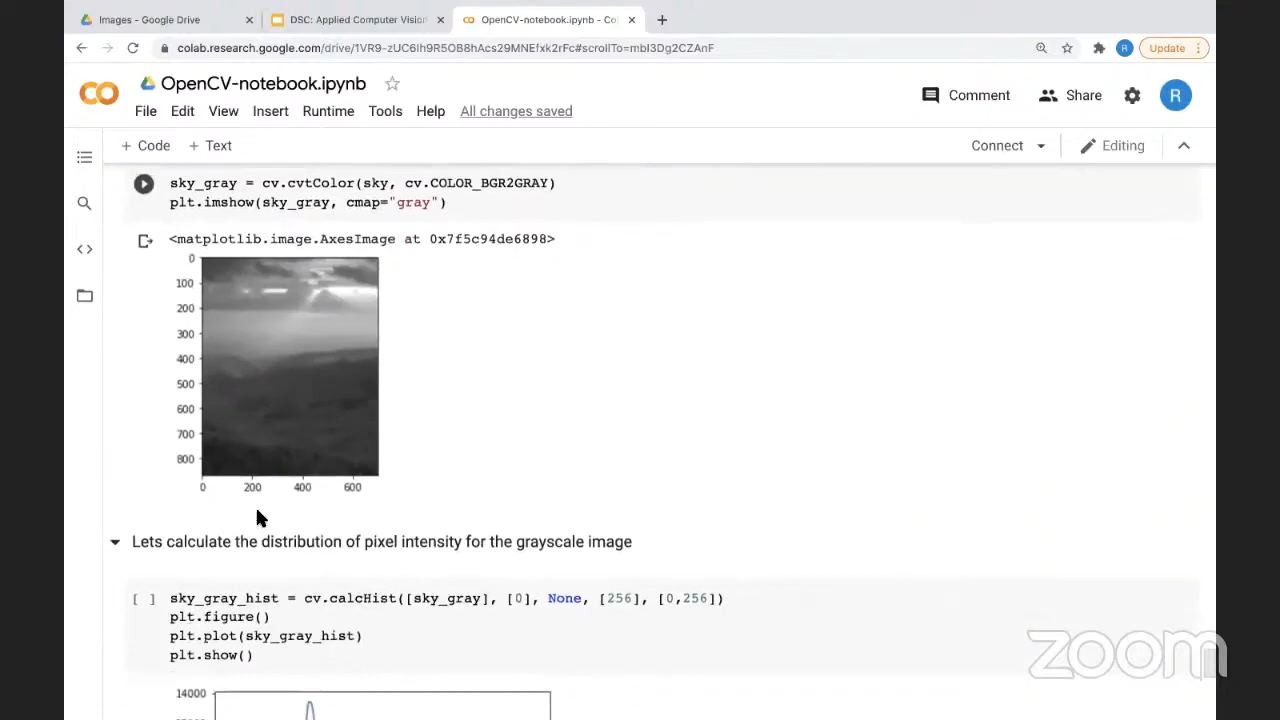 Images - Google Drive
DSC: Applied Computer Vision
OpenCV-notebook.ipynb - Co
colab.research.google.com/drive/1VR9-zUC6lh9R5OB8hAcs29MNEfxk2rFc#scrollTo=mbI3Dg2CZAnF
R
Update
OpenCV-notebook.ipynb
File Edit View Insert Runtime Tools Help All changes saved
Comment Share R
+ Code + Text
Connect Editing
sky_gray = cv.cvtColor(sky, cv.COLOR_BGR2GRAY)
plt.imshow(sky_gray, cmap="gray")
<matplotlib.image.AxesImage at 0x7f5c94de6898>
0
100
200
300
400
500
600
700
800
0 200 400 600
Lets calculate the distribution of pixel intensity for the grayscale image
[ ] sky_gray_hist = cv.calcHist([sky_gray], [0], None, [256], [0,256])
plt.figure()
plt.plot(sky_gray_hist)
plt.show()
zoom
14000